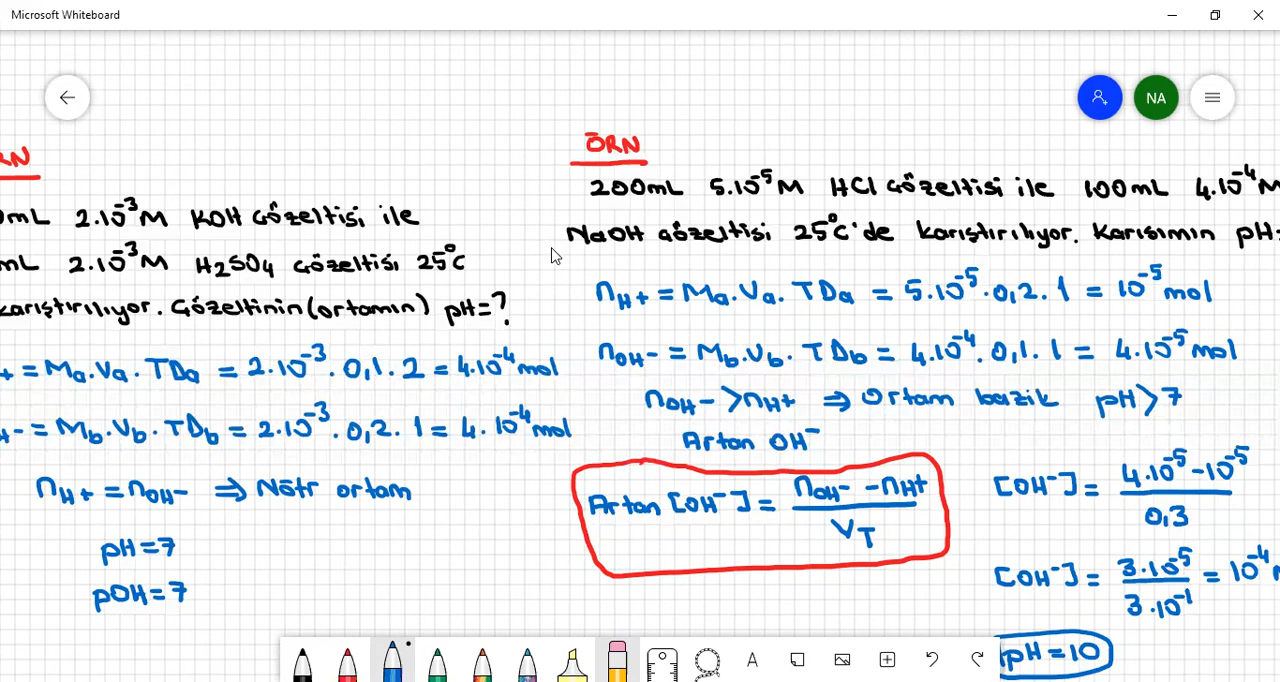 Microsoft Whiteboard
NA
RN
mL 2.10⁻³M KOH çözeltisi ile
mL 2.10⁻³M H₂SO₄ çözeltisi 25°C
karıştırılıyor. Çözeltinin (ortamın) pH=?
+ = Ma.Va.TDa = 2.10⁻³.0,1.2 = 4.10⁻⁴ mol
H- = Mb.Vb.TDb = 2.10⁻³.0,2.1 = 4.10⁻⁴ mol
nH+ = nOH- ⇒ Nötr ortam
pH=7
pOH=7
ÖRN
200mL 5.10⁻⁵M HCl çözeltisi ile 100mL 4.10⁻⁴M
NaOH çözeltisi 25°C'de karıştırılıyor. Karışımın pH=
nH+ = Ma.Va.TDa = 5.10⁻⁵.0,2.1 = 10⁻⁵ mol
nOH- = Mb.Vb.TDb = 4.10⁻⁴.0,1.1 = 4.10⁻⁵ mol
nOH- > nH+ ⇒ Ortam bazik pH>7
Artan OH⁻
Artan [OH⁻] = (nOH- - nH+) / VT
[OH⁻] = (4.10⁻⁵ - 10⁻⁵) / 0,3
[OH⁻] = 3.10⁻⁵ / 3.10⁻¹ = 10⁻⁴
pH=10
A